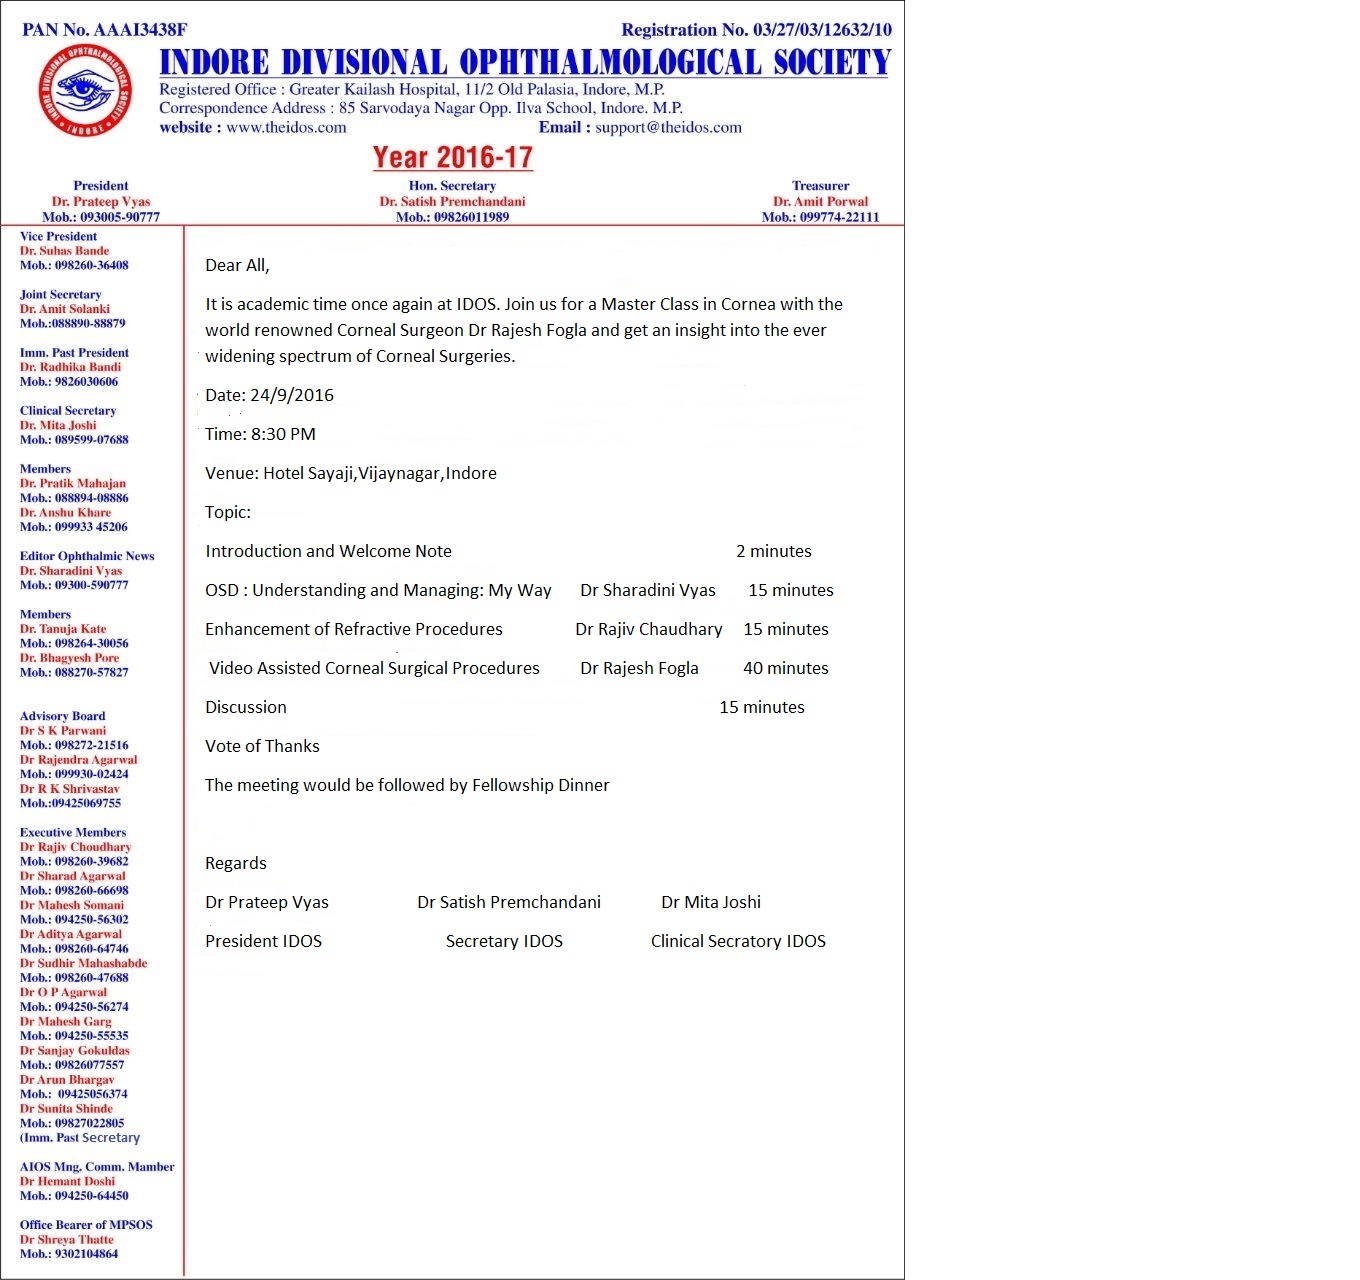 PAN No. AAAI3438F
Registration No. 03/27/03/12632/10
INDORE DIVISIONAL OPHTHALMOLOGICAL SOCIETY
INDORE DIVISIONAL OPHTHALMOLOGICAL SOCIETY
• INDORE •
Registered Office : Greater Kailash Hospital, 11/2 Old Palasia, Indore, M.P.
Correspondence Address : 85 Sarvodaya Nagar Opp. Ilva School, Indore. M.P.
website : www.theidos.com Email : support@theidos.com
Year 2016-17
President
Dr. Prateep Vyas
Mob.: 093005-90777
Hon. Secretary
Dr. Satish Premchandani
Mob.: 09826011989
Treasurer
Dr. Amit Porwal
Mob.: 099774-22111
Vice President
Dr. Suhas Bande
Mob.: 098260-36408
Joint Secretary
Dr. Amit Solanki
Mob.:088890-88879
Imm. Past President
Dr. Radhika Bandi
Mob.: 9826030606
Clinical Secretary
Dr. Mita Joshi
Mob.: 089599-07688
Members
Dr. Pratik Mahajan
Mob.: 088894-08886
Dr. Anshu Khare
Mob.: 099933 45206
Editor Ophthalmic News
Dr. Sharadini Vyas
Mob.: 09300-590777
Members
Dr. Tanuja Kate
Mob.: 098264-30056
Dr. Bhagyesh Pore
Mob.: 088270-57827
Advisory Board
Dr S K Parwani
Mob.: 098272-21516
Dr Rajendra Agarwal
Mob.: 099930-02424
Dr R K Shrivastav
Mob.:09425069755
Executive Members
Dr Rajiv Choudhary
Mob.: 098260-39682
Dr Sharad Agarwal
Mob.: 098260-66698
Dr Mahesh Somani
Mob.: 094250-56302
Dr Aditya Agarwal
Mob.: 098260-64746
Dr Sudhir Mahashabde
Mob.: 098260-47688
Dr O P Agarwal
Mob.: 094250-56274
Dr Mahesh Garg
Mob.: 094250-55535
Dr Sanjay Gokuldas
Mob.: 09826077557
Dr Arun Bhargav
Mob.: 09425056374
Dr Sunita Shinde
Mob.: 09827022805
(Imm. Past Secretary
AIOS Mng. Comm. Mamber
Dr Hemant Doshi
Mob.: 094250-64450
Office Bearer of MPSOS
Dr Shreya Thatte
Mob.: 9302104864
Dear All,
It is academic time once again at IDOS. Join us for a Master Class in Cornea with the
world renowned Corneal Surgeon Dr Rajesh Fogla and get an insight into the ever
widening spectrum of Corneal Surgeries.
Date: 24/9/2016
Time: 8:30 PM
Venue: Hotel Sayaji,Vijaynagar,Indore
Topic:
Introduction and Welcome Note 2 minutes
OSD : Understanding and Managing: My Way Dr Sharadini Vyas 15 minutes
Enhancement of Refractive Procedures Dr Rajiv Chaudhary 15 minutes
Video Assisted Corneal Surgical Procedures Dr Rajesh Fogla 40 minutes
Discussion 15 minutes
Vote of Thanks
The meeting would be followed by Fellowship Dinner
Regards
Dr Prateep Vyas Dr Satish Premchandani Dr Mita Joshi
President IDOS Secretary IDOS Clinical Secratory IDOS